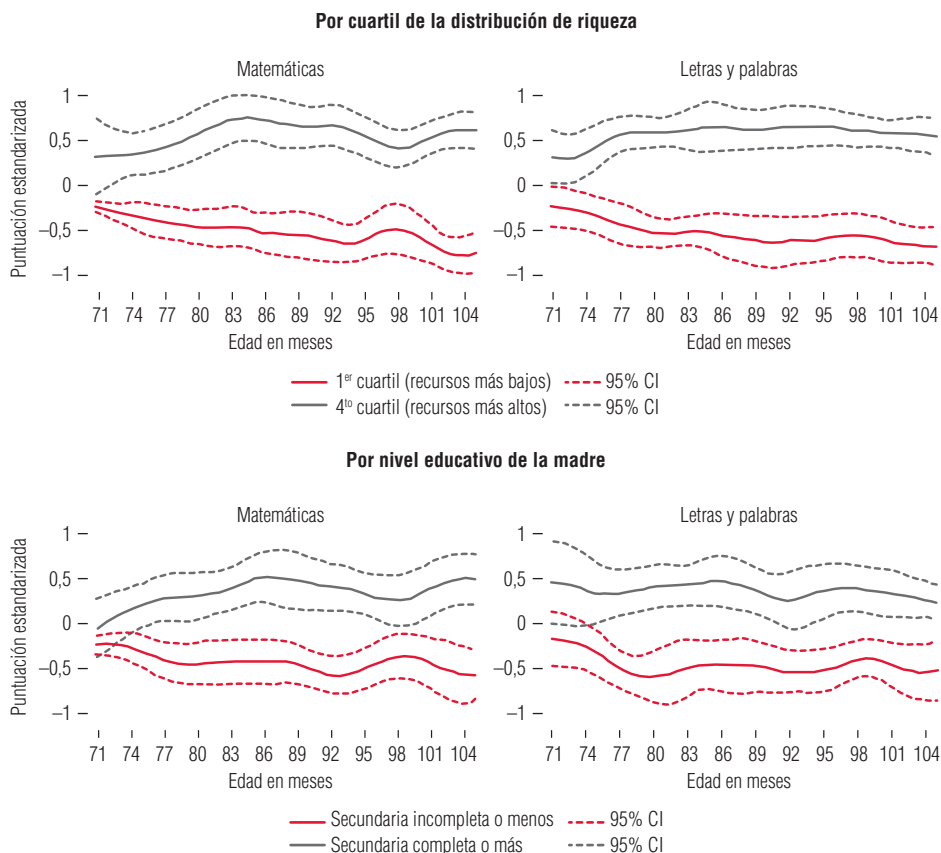 Por cuartil de la distribución de riqueza
Matemáticas
Letras y palabras
Puntuación estandarizada
1
0,5
0
–0,5
–1
1
0,5
0
–0,5
–1
71 74 77 80 83 86 89 92 95 98 101 104
71 74 77 80 83 86 89 92 95 98 101 104
Edad en meses
Edad en meses
1er cuartil (recursos más bajos) 95% CI
4to cuartil (recursos más altos) 95% CI
Por nivel educativo de la madre
Matemáticas
Letras y palabras
Puntuación estandarizada
1
0,5
0
–0,5
–1
1
0,5
0
–0,5
–1
71 74 77 80 83 86 89 92 95 98 101 104
71 74 77 80 83 86 89 92 95 98 101 104
Edad en meses
Edad en meses
Secundaria incompleta o menos 95% CI
Secundaria completa o más 95% CI